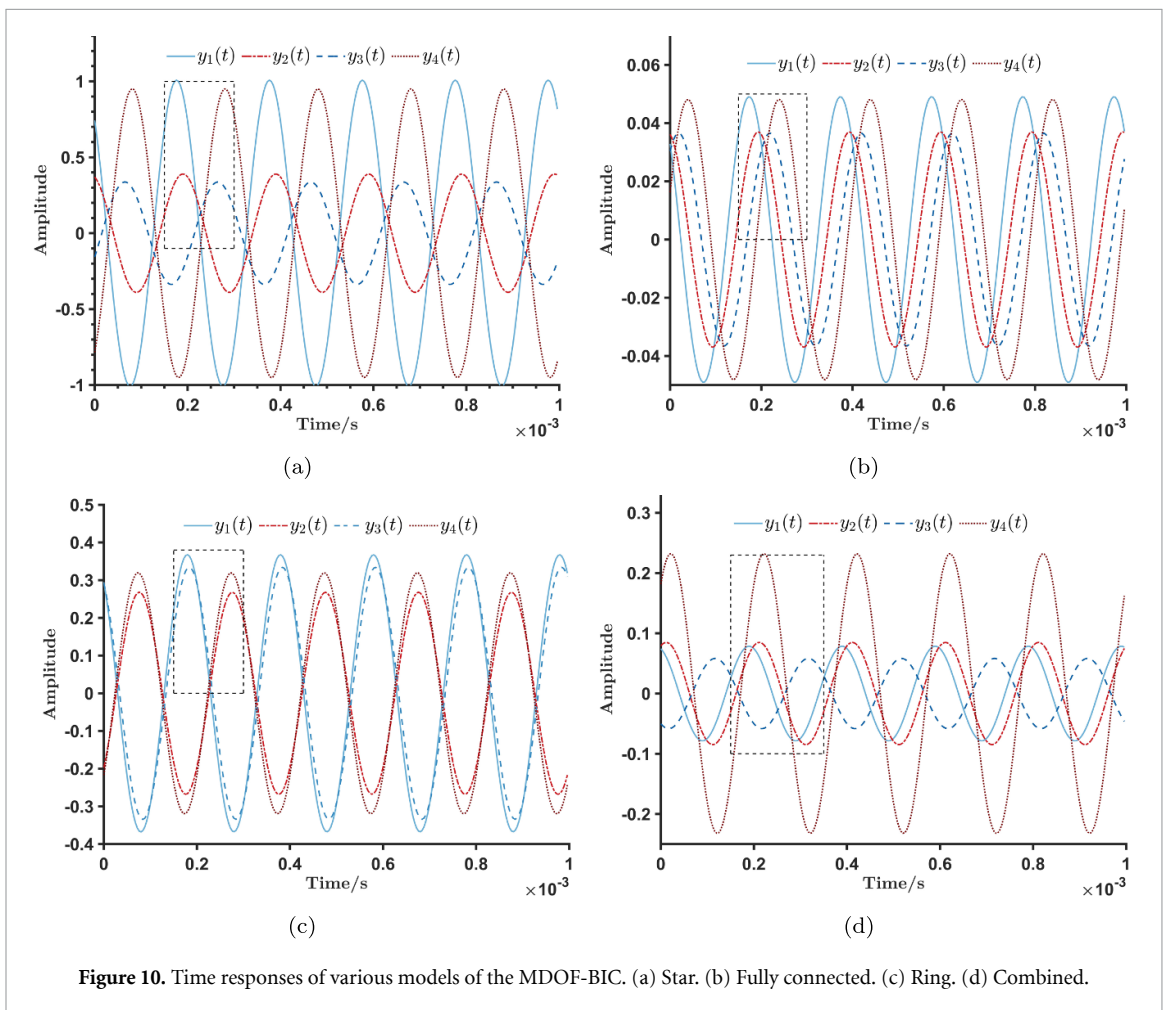 y₁(t) y₂(t) y₃(t) y₄(t)
1
0.5
0
-0.5
-1
Amplitude
0 0.2 0.4 0.6 0.8 1
Time/s
×10⁻³
(a)
y₁(t) y₂(t) y₃(t) y₄(t)
0.06
0.04
0.02
0
-0.02
-0.04
Amplitude
0 0.2 0.4 0.6 0.8 1
Time/s
×10⁻³
(b)
y₁(t) y₂(t) y₃(t) y₄(t)
0.5
0.4
0.3
0.2
0.1
0
-0.1
-0.2
-0.3
-0.4
Amplitude
0 0.2 0.4 0.6 0.8 1
Time/s
×10⁻³
(c)
y₁(t) y₂(t) y₃(t) y₄(t)
0.3
0.2
0.1
0
-0.1
-0.2
Amplitude
0 0.2 0.4 0.6 0.8 1
Time/s
×10⁻³
(d)
Figure 10. Time responses of various models of the MDOF-BIC. (a) Star. (b) Fully connected. (c) Ring. (d) Combined.